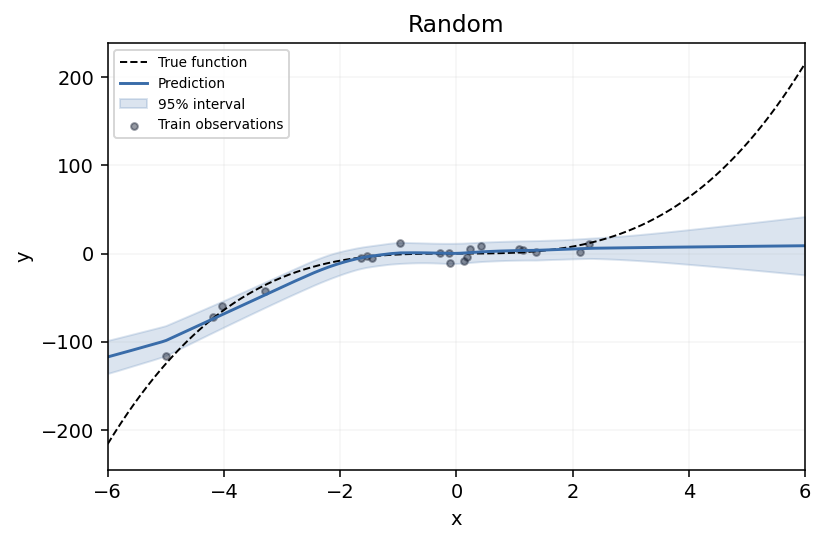 Random
True function
Prediction
95% interval
Train observations
200
100
0
−100
−200
y
−6
−4
−2
0
2
4
6
x